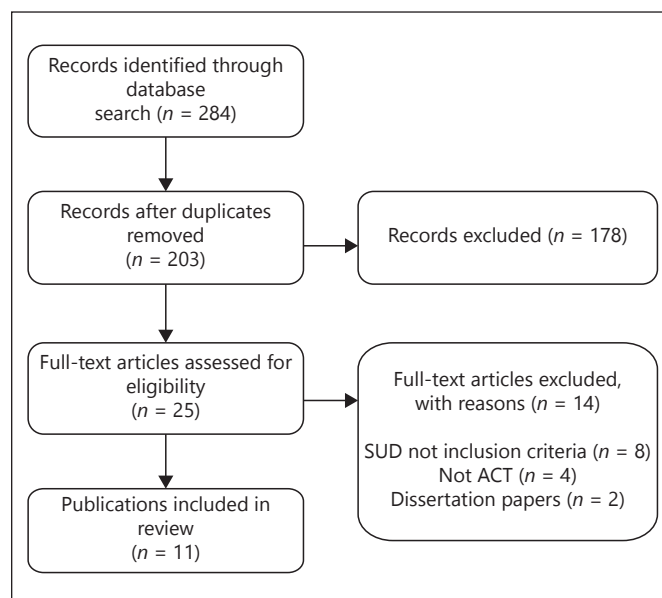 Records identified through
database
search (n = 284)
Records after duplicates
removed
(n = 203)
Records excluded (n = 178)
Full-text articles assessed for
eligibility
(n = 25)
Full-text articles excluded,
with reasons (n = 14)
SUD not inclusion criteria (n = 8)
Not ACT (n = 4)
Dissertation papers (n = 2)
Publications included in
review
(n = 11)